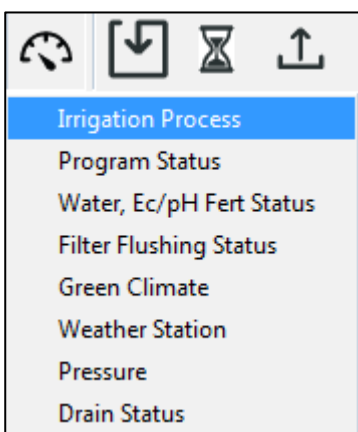 Irrigation Process
Program Status
Water, Ec/pH Fert Status
Filter Flushing Status
Green Climate
Weather Station
Pressure
Drain Status